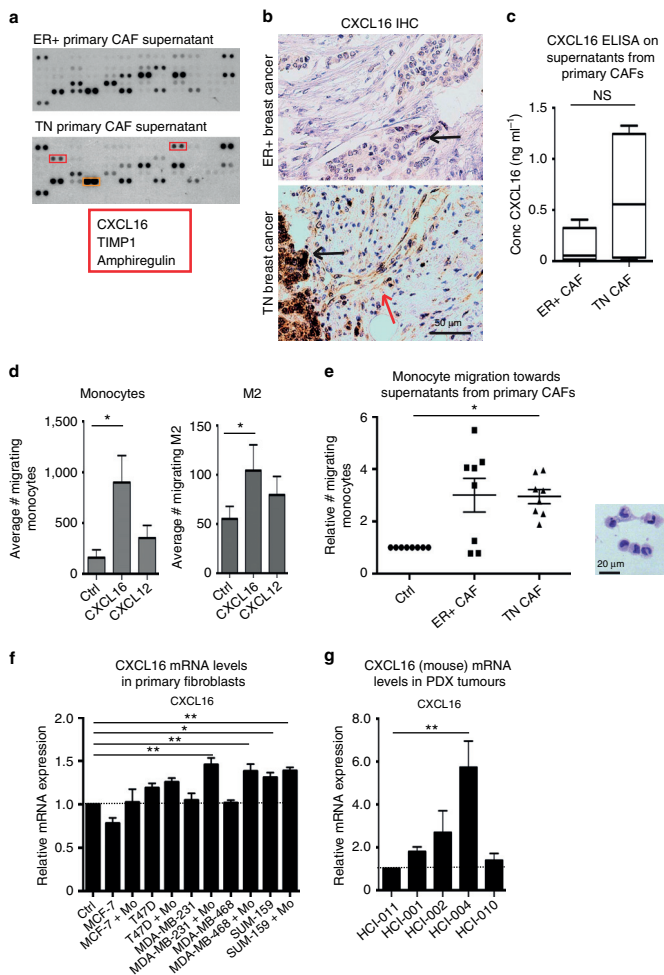 a
ER+ primary CAF supernatant
TN primary CAF supernatant
CXCL16
TIMP1
Amphiregulin
b
CXCL16 IHC
ER+ breast cancer
TN breast cancer
50 μm
c
CXCL16 ELISA on
supernatants from
primary CAFs
NS
Conc CXCL16 (ng ml⁻¹)
1.5
1.0
0.5
0.0
ER+ CAF
TN CAF
d
Monocytes
*
Average # migrating
monocytes
1,500
1,000
500
0
Ctrl
CXCL16
CXCL12
M2
*
Average # migrating M2
150
100
50
0
Ctrl
CXCL16
CXCL12
e
Monocyte migration towards
supernatants from primary CAFs
*
Relative # migrating
monocytes
6
4
2
0
Ctrl
ER+ CAF
TN CAF
20 μm
f
CXCL16 mRNA levels
in primary fibroblasts
CXCL16
**
*
**
**
Relative mRNA expression
2.0
1.5
1.0
0.5
0
Ctrl
MCF-7
MCF-7 + Mo
T47D
T47D + Mo
MDA-MB-231
MDA-MB-231 + Mo
MDA-MB-468
MDA-MB-468 + Mo
SUM-159
SUM-159 + Mo
g
CXCL16 (mouse) mRNA
levels in PDX tumours
CXCL16
**
Relative mRNA expression
8.0
6.0
4.0
2.0
0
HCI-011
HCI-001
HCI-002
HCI-004
HCI-010